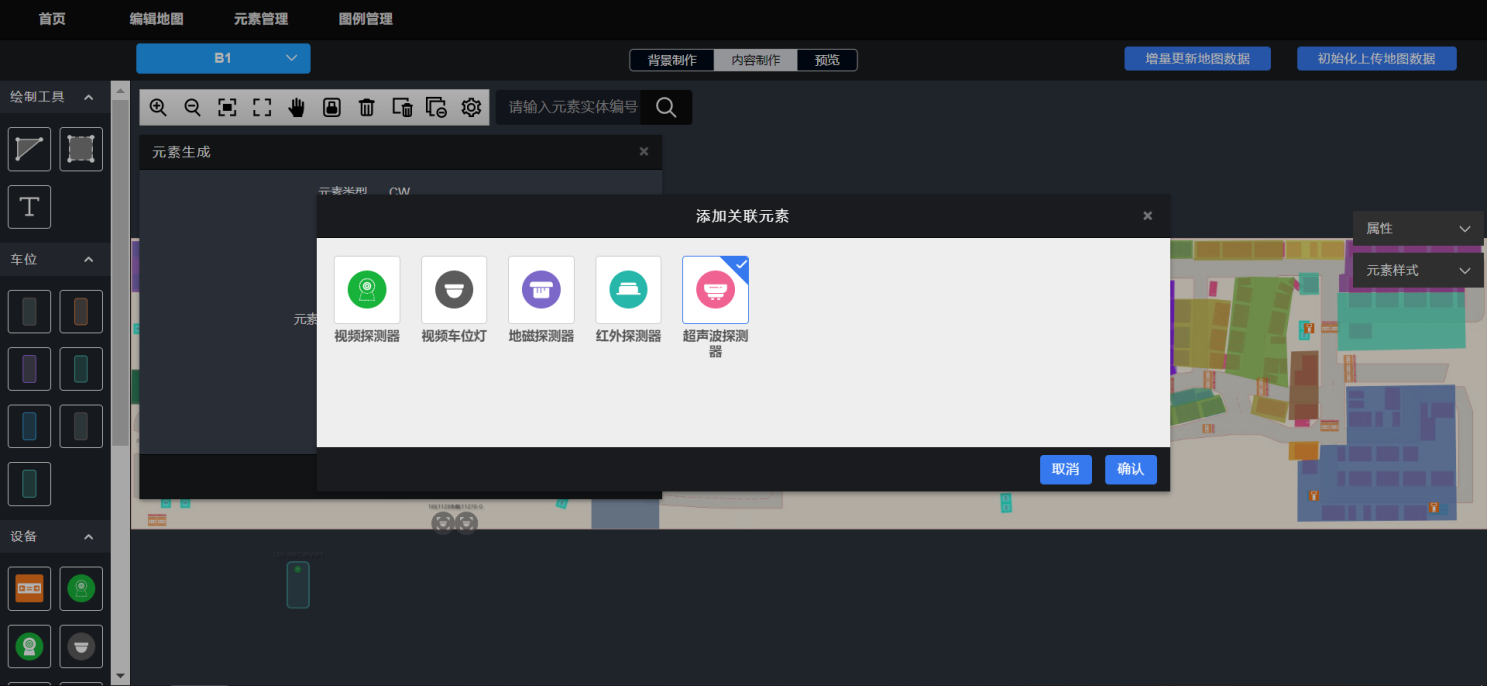 首页
编辑地图
元素管理
图例管理
B1
背景制作
内容制作
预览
增量更新地图数据
初始化上传地图数据
绘制工具
请输入元素实体编号
元素生成
T
元素类型
CW
添加关联元素
属性
车位
元素样式
元素
视频探测器
视频车位灯
地磁探测器
红外探测器
超声波探测
器
取消
确认
设备